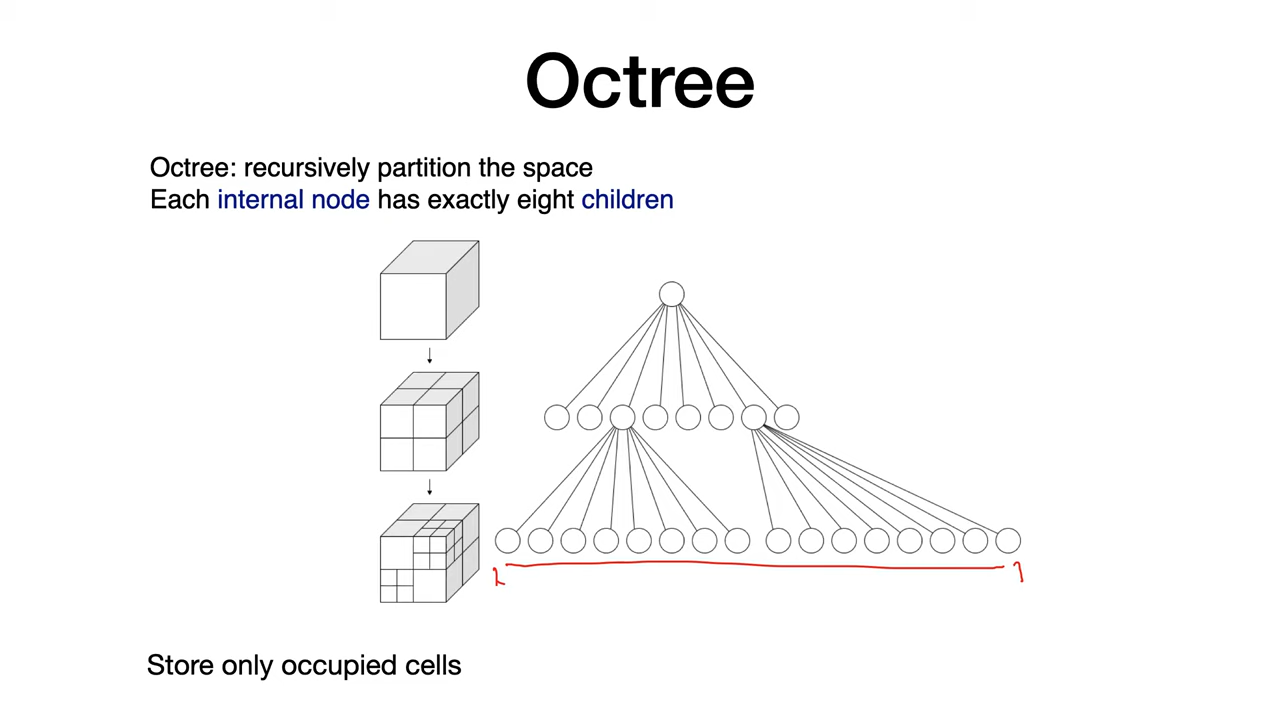 Octree
Octree: recursively partition the space
Each internal node has exactly eight children
Store only occupied cells